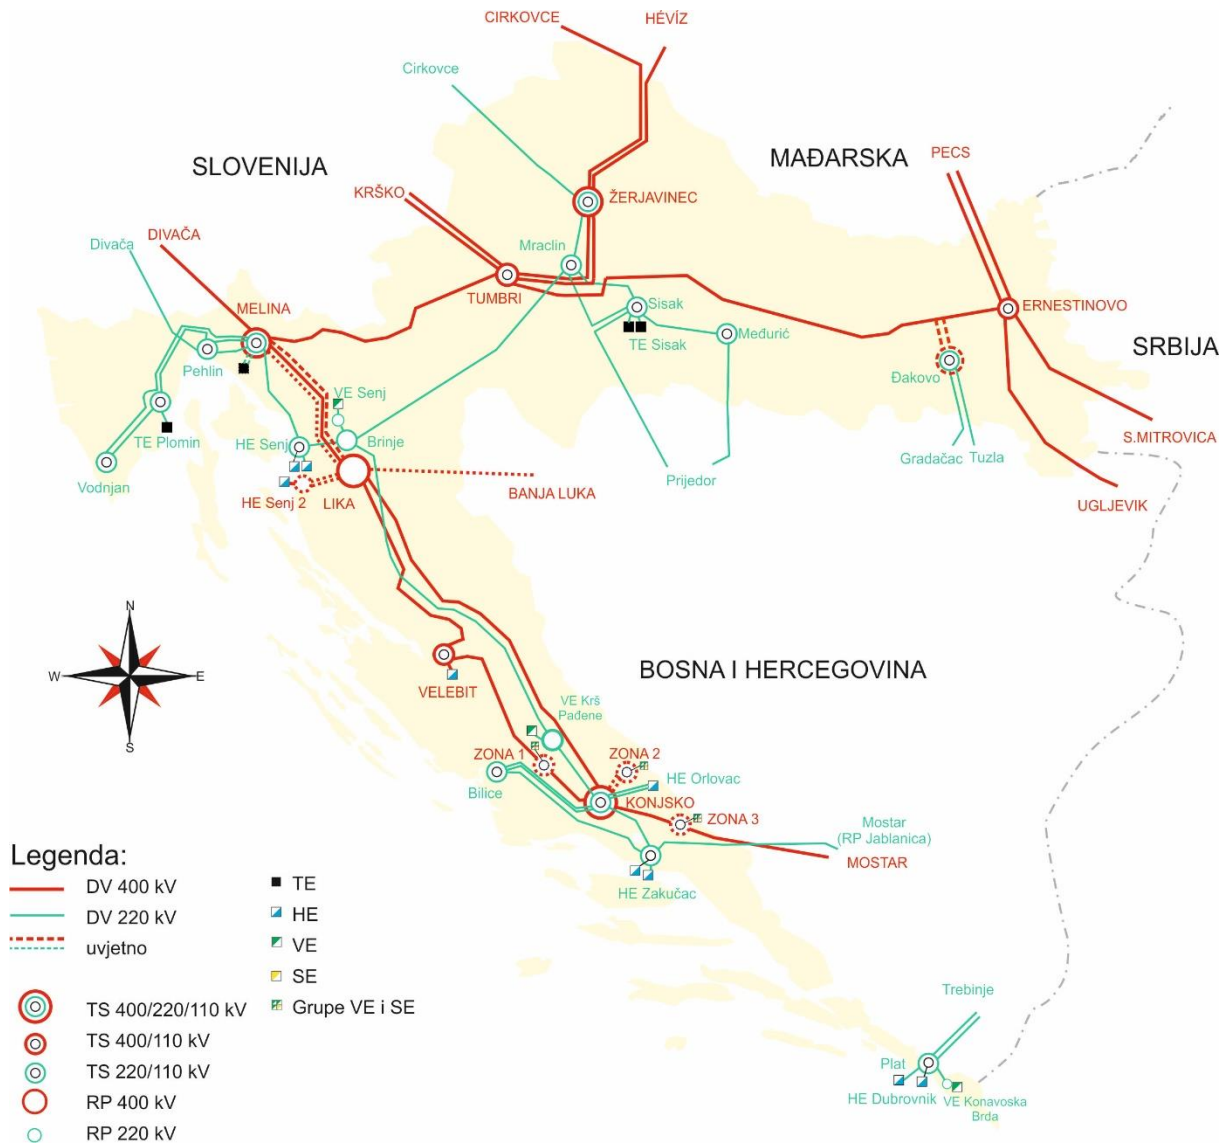 CIRKOVCE
HÉVÍZ
Cirkovce
SLOVENIJA
MAĐARSKA
PECS
KRŠKO
ŽERJAVINEC
Divača
DIVAČA
Mraclin
MELINA
TUMBRI
Sisak
ERNESTINOVO
TE Sisak
Međurić
SRBIJA
Pehlin
VE Senj
Đakovo
TE Plomin
HE Senj
Brinje
S.MITROVICA
Gradačac
Tuzla
Vodnjan
Prijedor
HE Senj 2
LIKA
BANJA LUKA
UGLJEVIK
N
W
E
S
BOSNA I HERCEGOVINA
VELEBIT
VE Krš
Pađene
ZONA 1
ZONA 2
HE Orlovac
Bilice
KONJSKO
ZONA 3
Mostar
(RP Jablanica)
MOSTAR
HE Zakučac
Legenda:
DV 400 kV
DV 220 kV
uvjetno
TE
HE
VE
SE
Grupe VE i SE
TS 400/220/110 kV
TS 400/110 kV
TS 220/110 kV
RP 400 kV
RP 220 kV
Trebinje
Plat
HE Dubrovnik
VE Konavoska
Brda